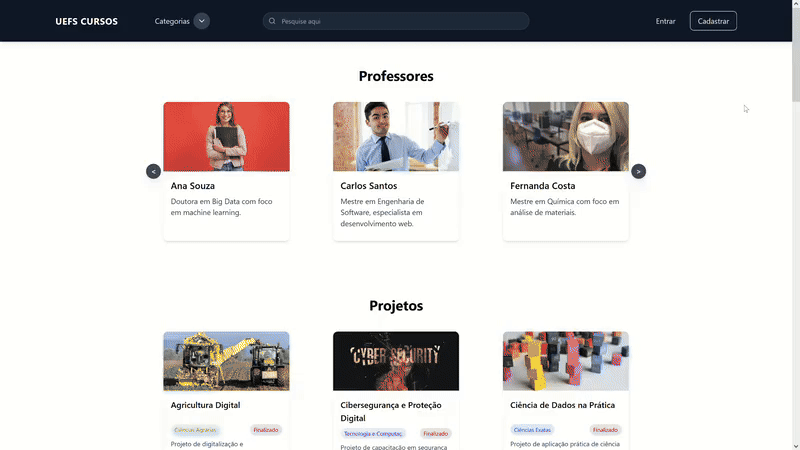 UEFS CURSOS
Categorias
Pesquise aqui
Entrar
Cadastrar
Professores
Ana Souza
Doutora em Big Data com foco
em machine learning.
Carlos Santos
Mestre em Engenharia de
Software, especialista em
desenvolvimento web.
Fernanda Costa
Mestre em Química com foco em
análise de materiais.
<
>
Projetos
CYBER SECURITY
Agricultura Digital
Ciências Agrárias
Finalizado
Projeto de digitalização e
Cibersegurança e Proteção
Digital
Tecnologia e Computaç
Finalizado
Projeto de capacitação em segurança
Ciência de Dados na Prática
Ciências Exatas
Finalizado
Projeto de aplicação prática de ciência